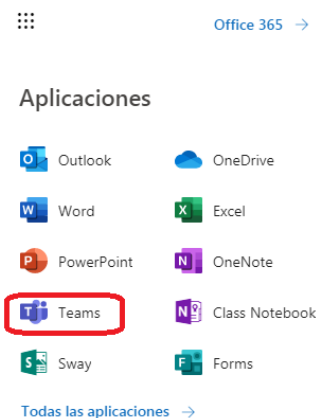 Office 365 →
Aplicaciones
Outlook OneDrive
Word Excel
PowerPoint OneNote
Teams Class Notebook
Sway Forms
Todas las aplicaciones →